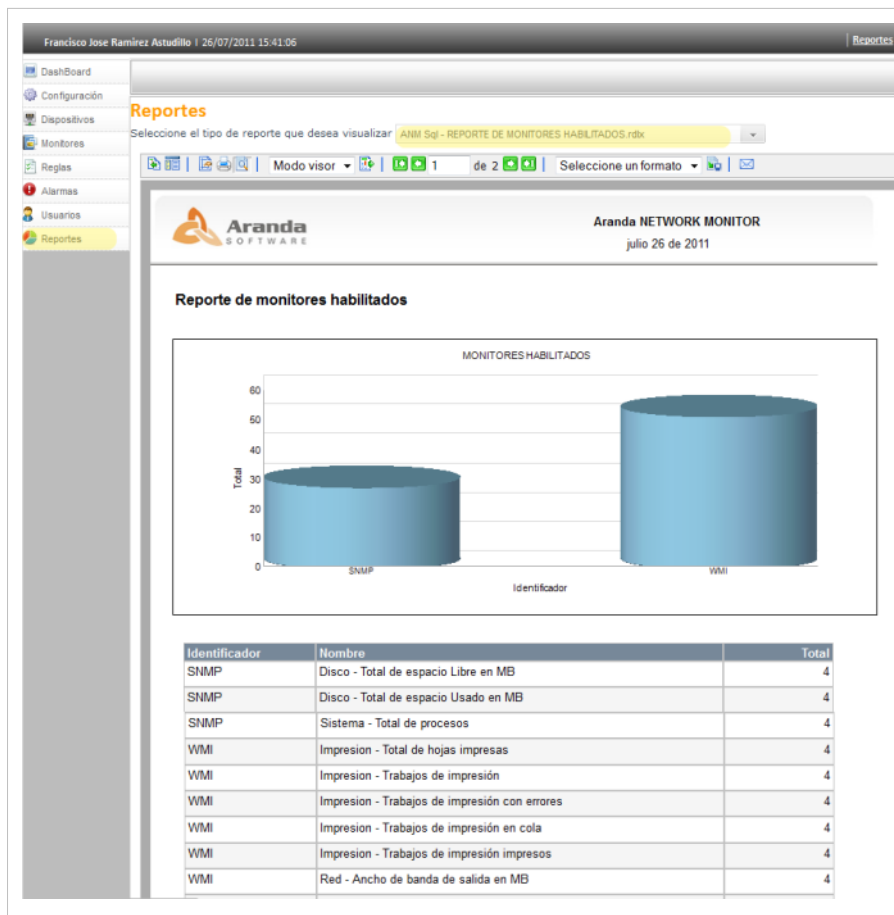 Francisco Jose Ramirez Astudillo | 26/07/2011 15:41:06
Reportes
DashBoard
Configuración
Dispositivos
Monitores
Reglas
Alarmas
Usuarios
Reportes
Reportes
Seleccione el tipo de reporte que desea visualizar ANM Sql - REPORTE DE MONITORES HABILITADOS.rdlx
Modo visor 1 de 2 Seleccione un formato
Aranda
SOFTWARE
Aranda NETWORK MONITOR
julio 26 de 2011
Reporte de monitores habilitados
MONITORES HABILITADOS
60
50
40
30
20
10
0
Total
SNMP WMI
Identificador
Identificador Nombre Total
SNMP Disco - Total de espacio Libre en MB 4
SNMP Disco - Total de espacio Usado en MB 4
SNMP Sistema - Total de procesos 4
WMI Impresion - Total de hojas impresas 4
WMI Impresion - Trabajos de impresión 4
WMI Impresion - Trabajos de impresión con errores 4
WMI Impresion - Trabajos de impresión en cola 4
WMI Impresion - Trabajos de impresión impresos 4
WMI Red - Ancho de banda de salida en MB 4